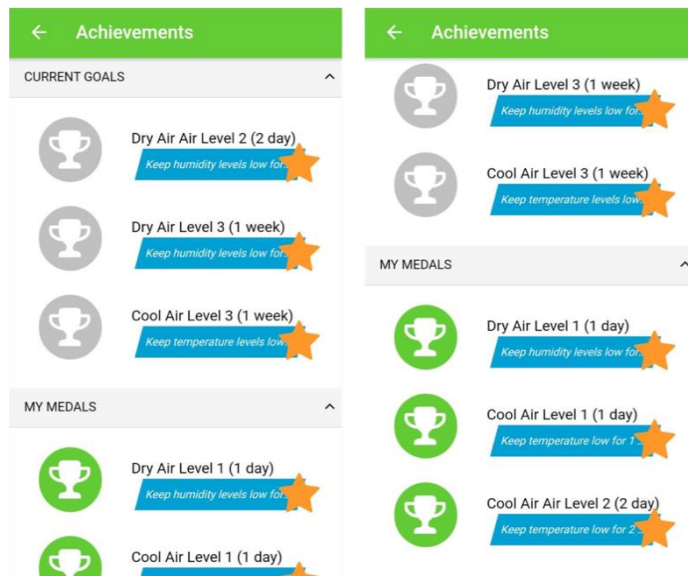 Achievements
CURRENT GOALS
Dry Air Air Level 2 (2 day)
Keep humidity levels low for
Dry Air Level 3 (1 week)
Keep humidity levels low for
Cool Air Level 3 (1 week)
Keep temperature levels low
MY MEDALS
Dry Air Level 1 (1 day)
Keep humidity levels low for
Cool Air Level 1 (1 day)
Achievements
Dry Air Level 3 (1 week)
Keep humidity levels low for
Cool Air Level 3 (1 week)
Keep temperature levels low
MY MEDALS
Dry Air Level 1 (1 day)
Keep humidity levels low for
Cool Air Level 1 (1 day)
Keep temperature low for 1
Cool Air Air Level 2 (2 day)
Keep temperature low for 2